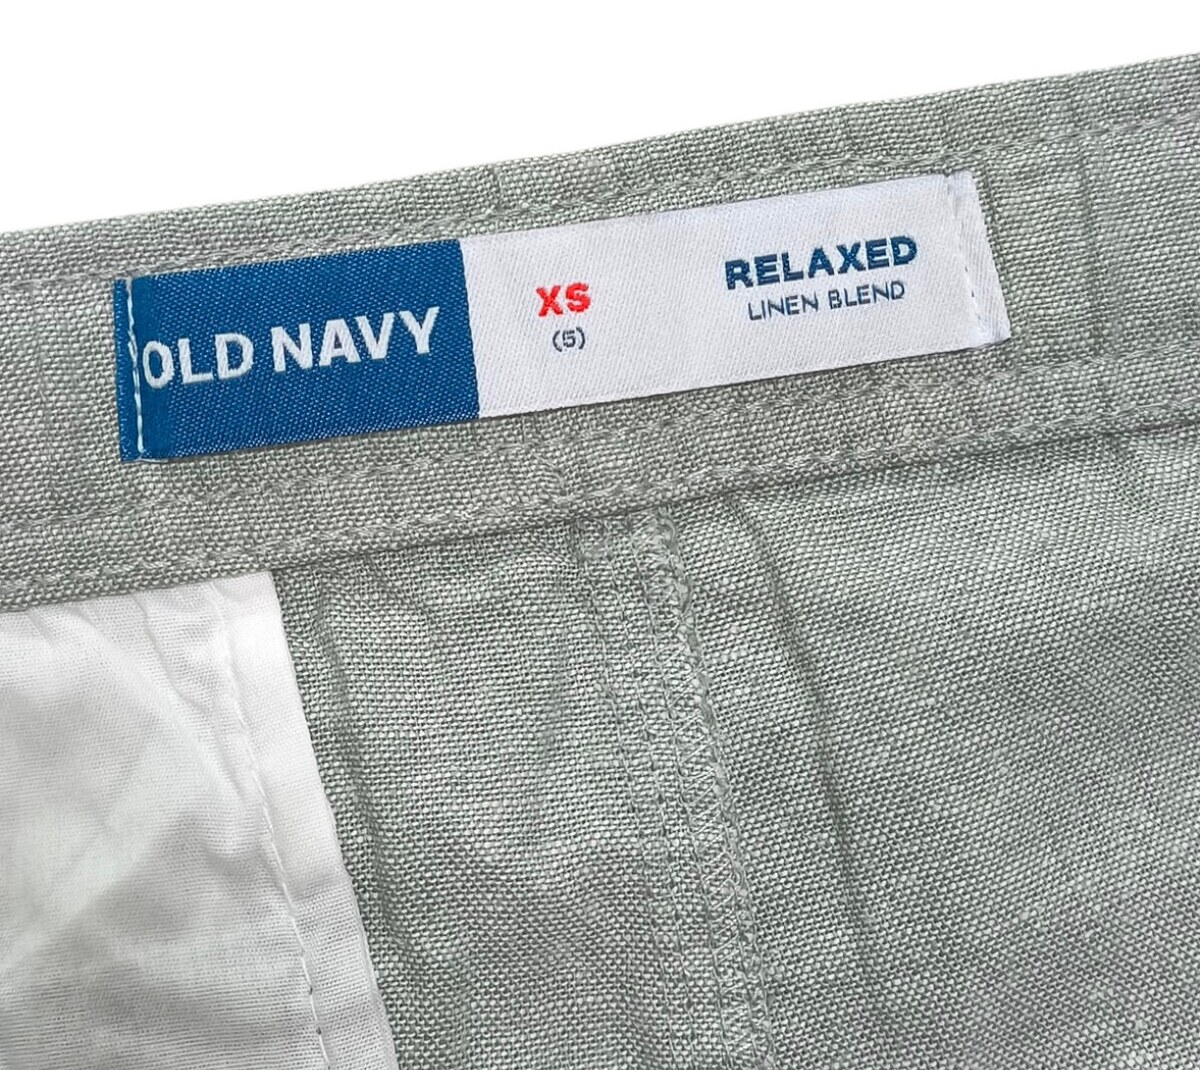 OLD NAVY
XS
(5)
RELAXED
LINEN BLEND